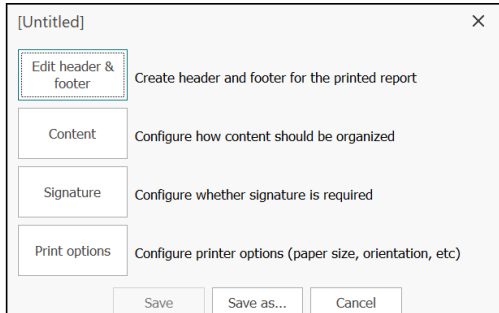 [Untitled]
Edit header &
footer
Create header and footer for the printed report
Content
Configure how content should be organized
Signature
Configure whether signature is required
Print options
Configure printer options (paper size, orientation, etc)
Save
Save as...
Cancel